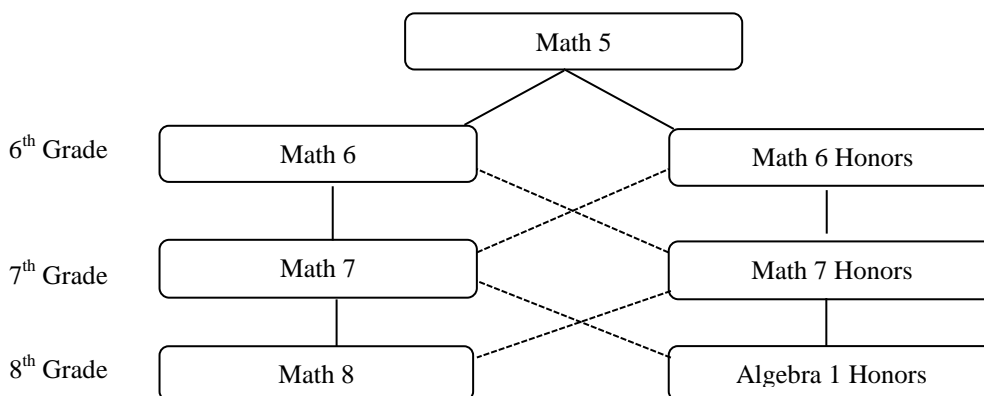 Math 5
6th Grade
Math 6
Math 6 Honors
7th Grade
Math 7
Math 7 Honors
8th Grade
Math 8
Algebra 1 Honors